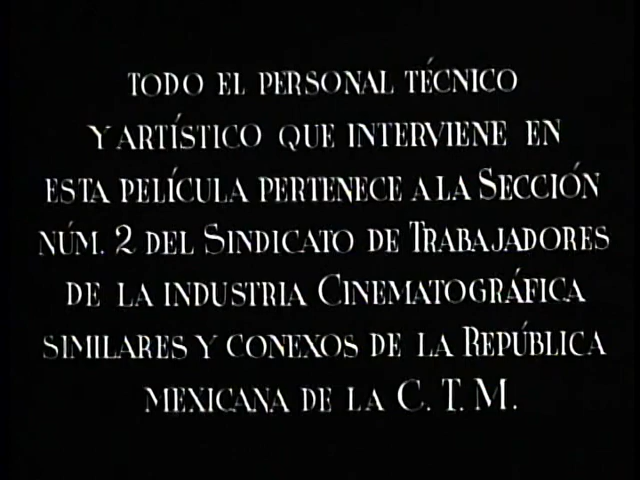 TODO EL PERSONAL TÉCNICO
Y ARTÍSTICO QUE INTERVIENE EN
ESTA PELÍCULA PERTENECE A LA SECCIÓN
NÚM. 2 DEL SINDICATO DE TRABAJADORES
DE LA INDUSTRIA CINEMATOGRÁFICA
SIMILARES Y CONEXOS DE LA REPÚBLICA
MEXICANA DE LA C. T. M.